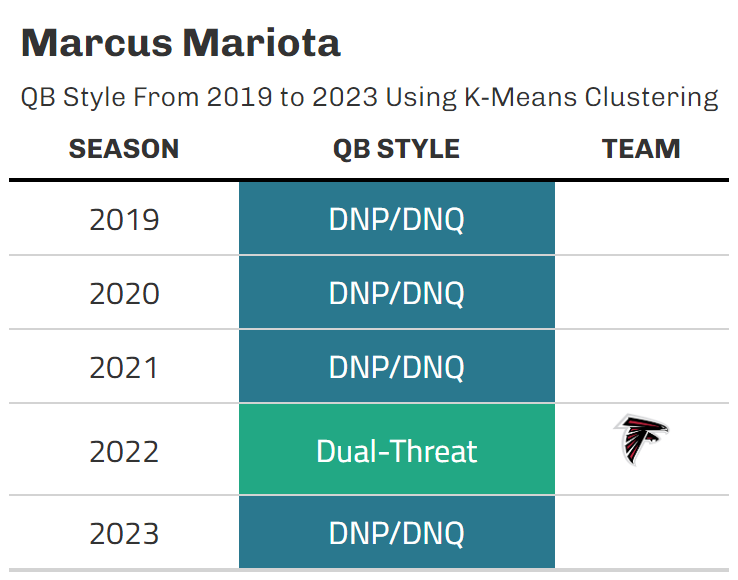 Marcus Mariota
QB Style From 2019 to 2023 Using K-Means Clustering
SEASON QB STYLE TEAM
2019 DNP/DNQ
2020 DNP/DNQ
2021 DNP/DNQ
2022 Dual-Threat
2023 DNP/DNQ